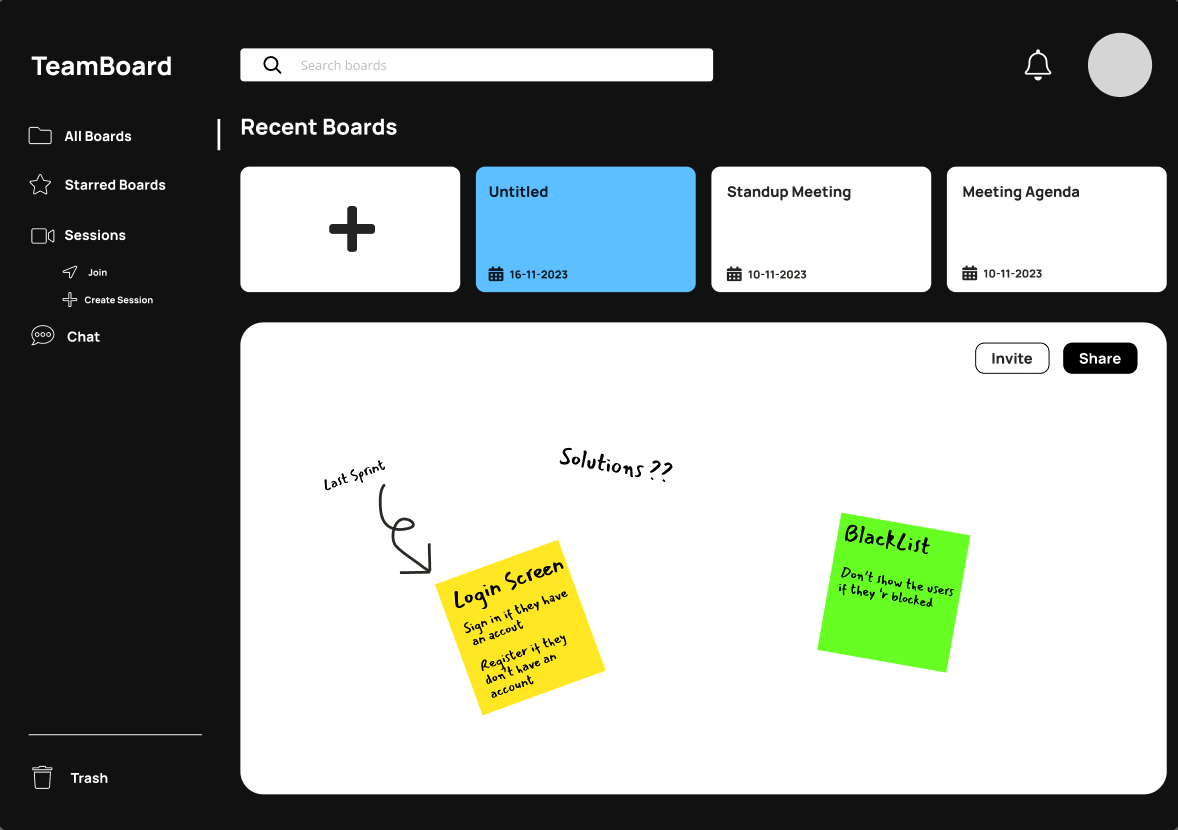 TeamBoard
Search boards
All Boards
Starred Boards
Sessions
Join
Create Session
Chat
Trash
Recent Boards
Untitled
16-11-2023
Standup Meeting
10-11-2023
Meeting Agenda
10-11-2023
Invite
Share
Last Sprint
Solutions ??
Login Screen
Sign in if they have
an accout
Register if they
don't have an
account
BlackList
Don't show the users
if they 'r blocked